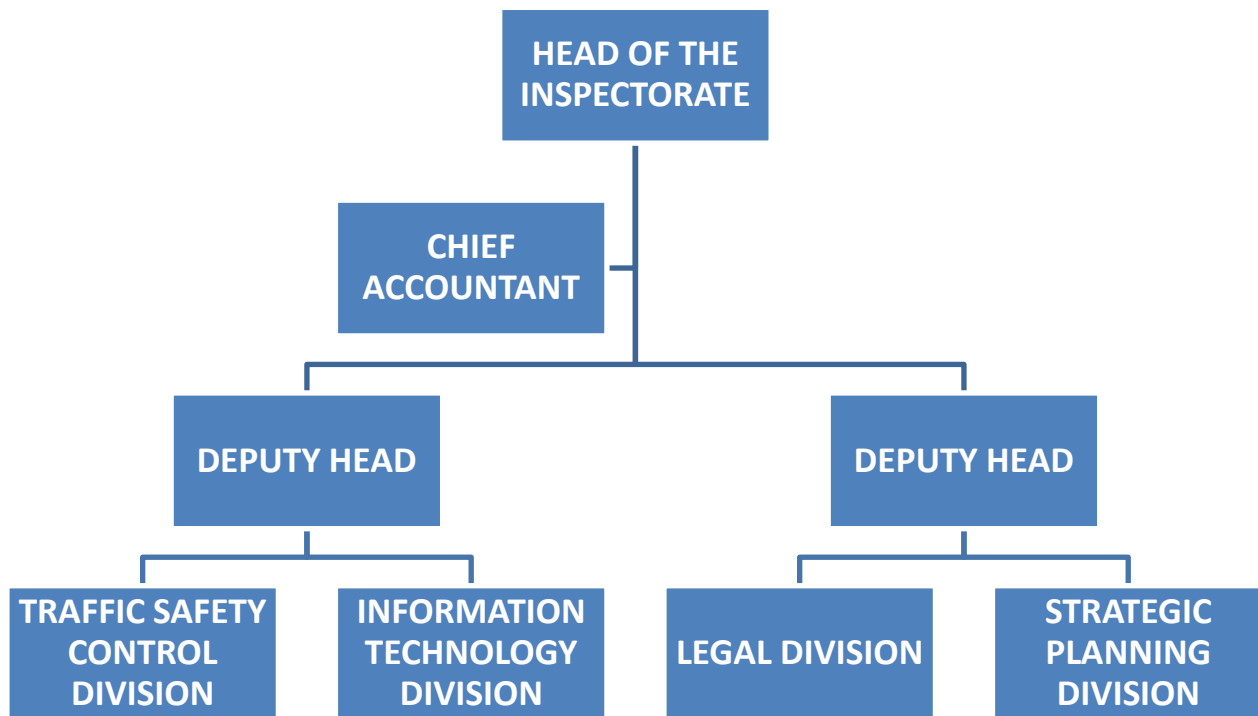 HEAD OF THE
INSPECTORATE
CHIEF
ACCOUNTANT
DEPUTY HEAD
DEPUTY HEAD
TRAFFIC SAFETY
CONTROL
DIVISION
INFORMATION
TECHNOLOGY
DIVISION
LEGAL DIVISION
STRATEGIC
PLANNING
DIVISION